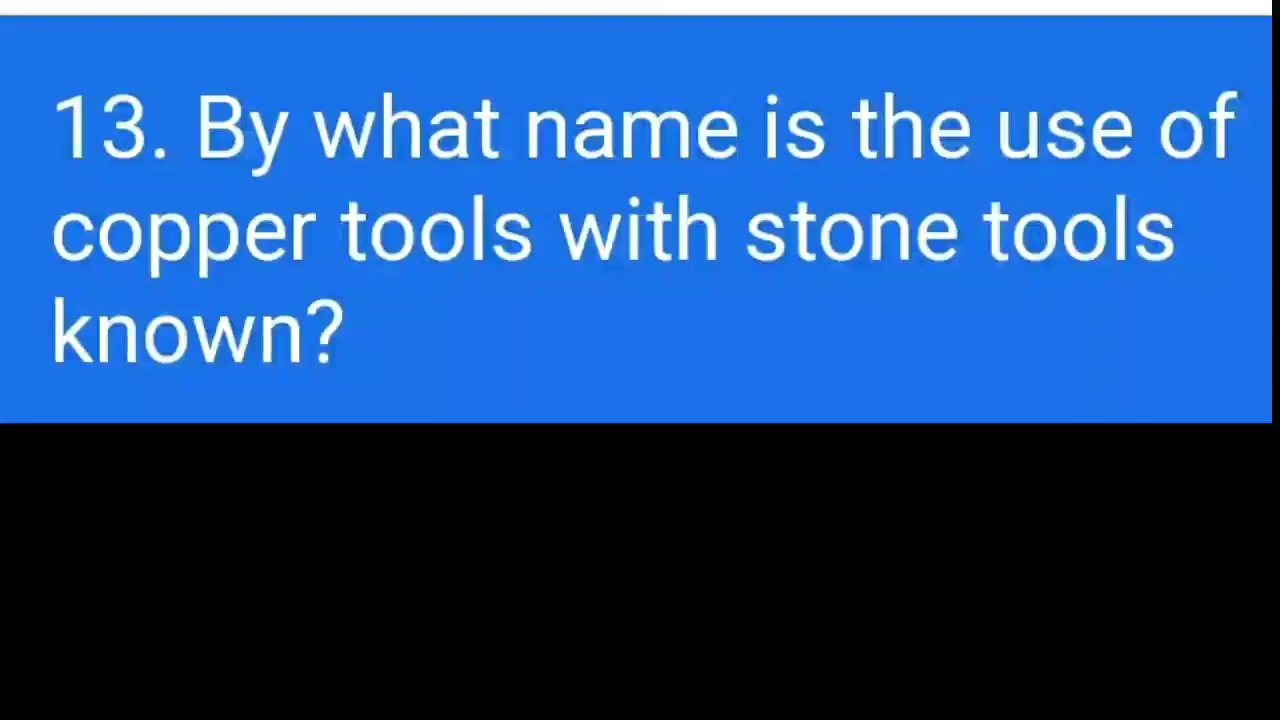 13. By what name is the use of
copper tools with stone tools
known?